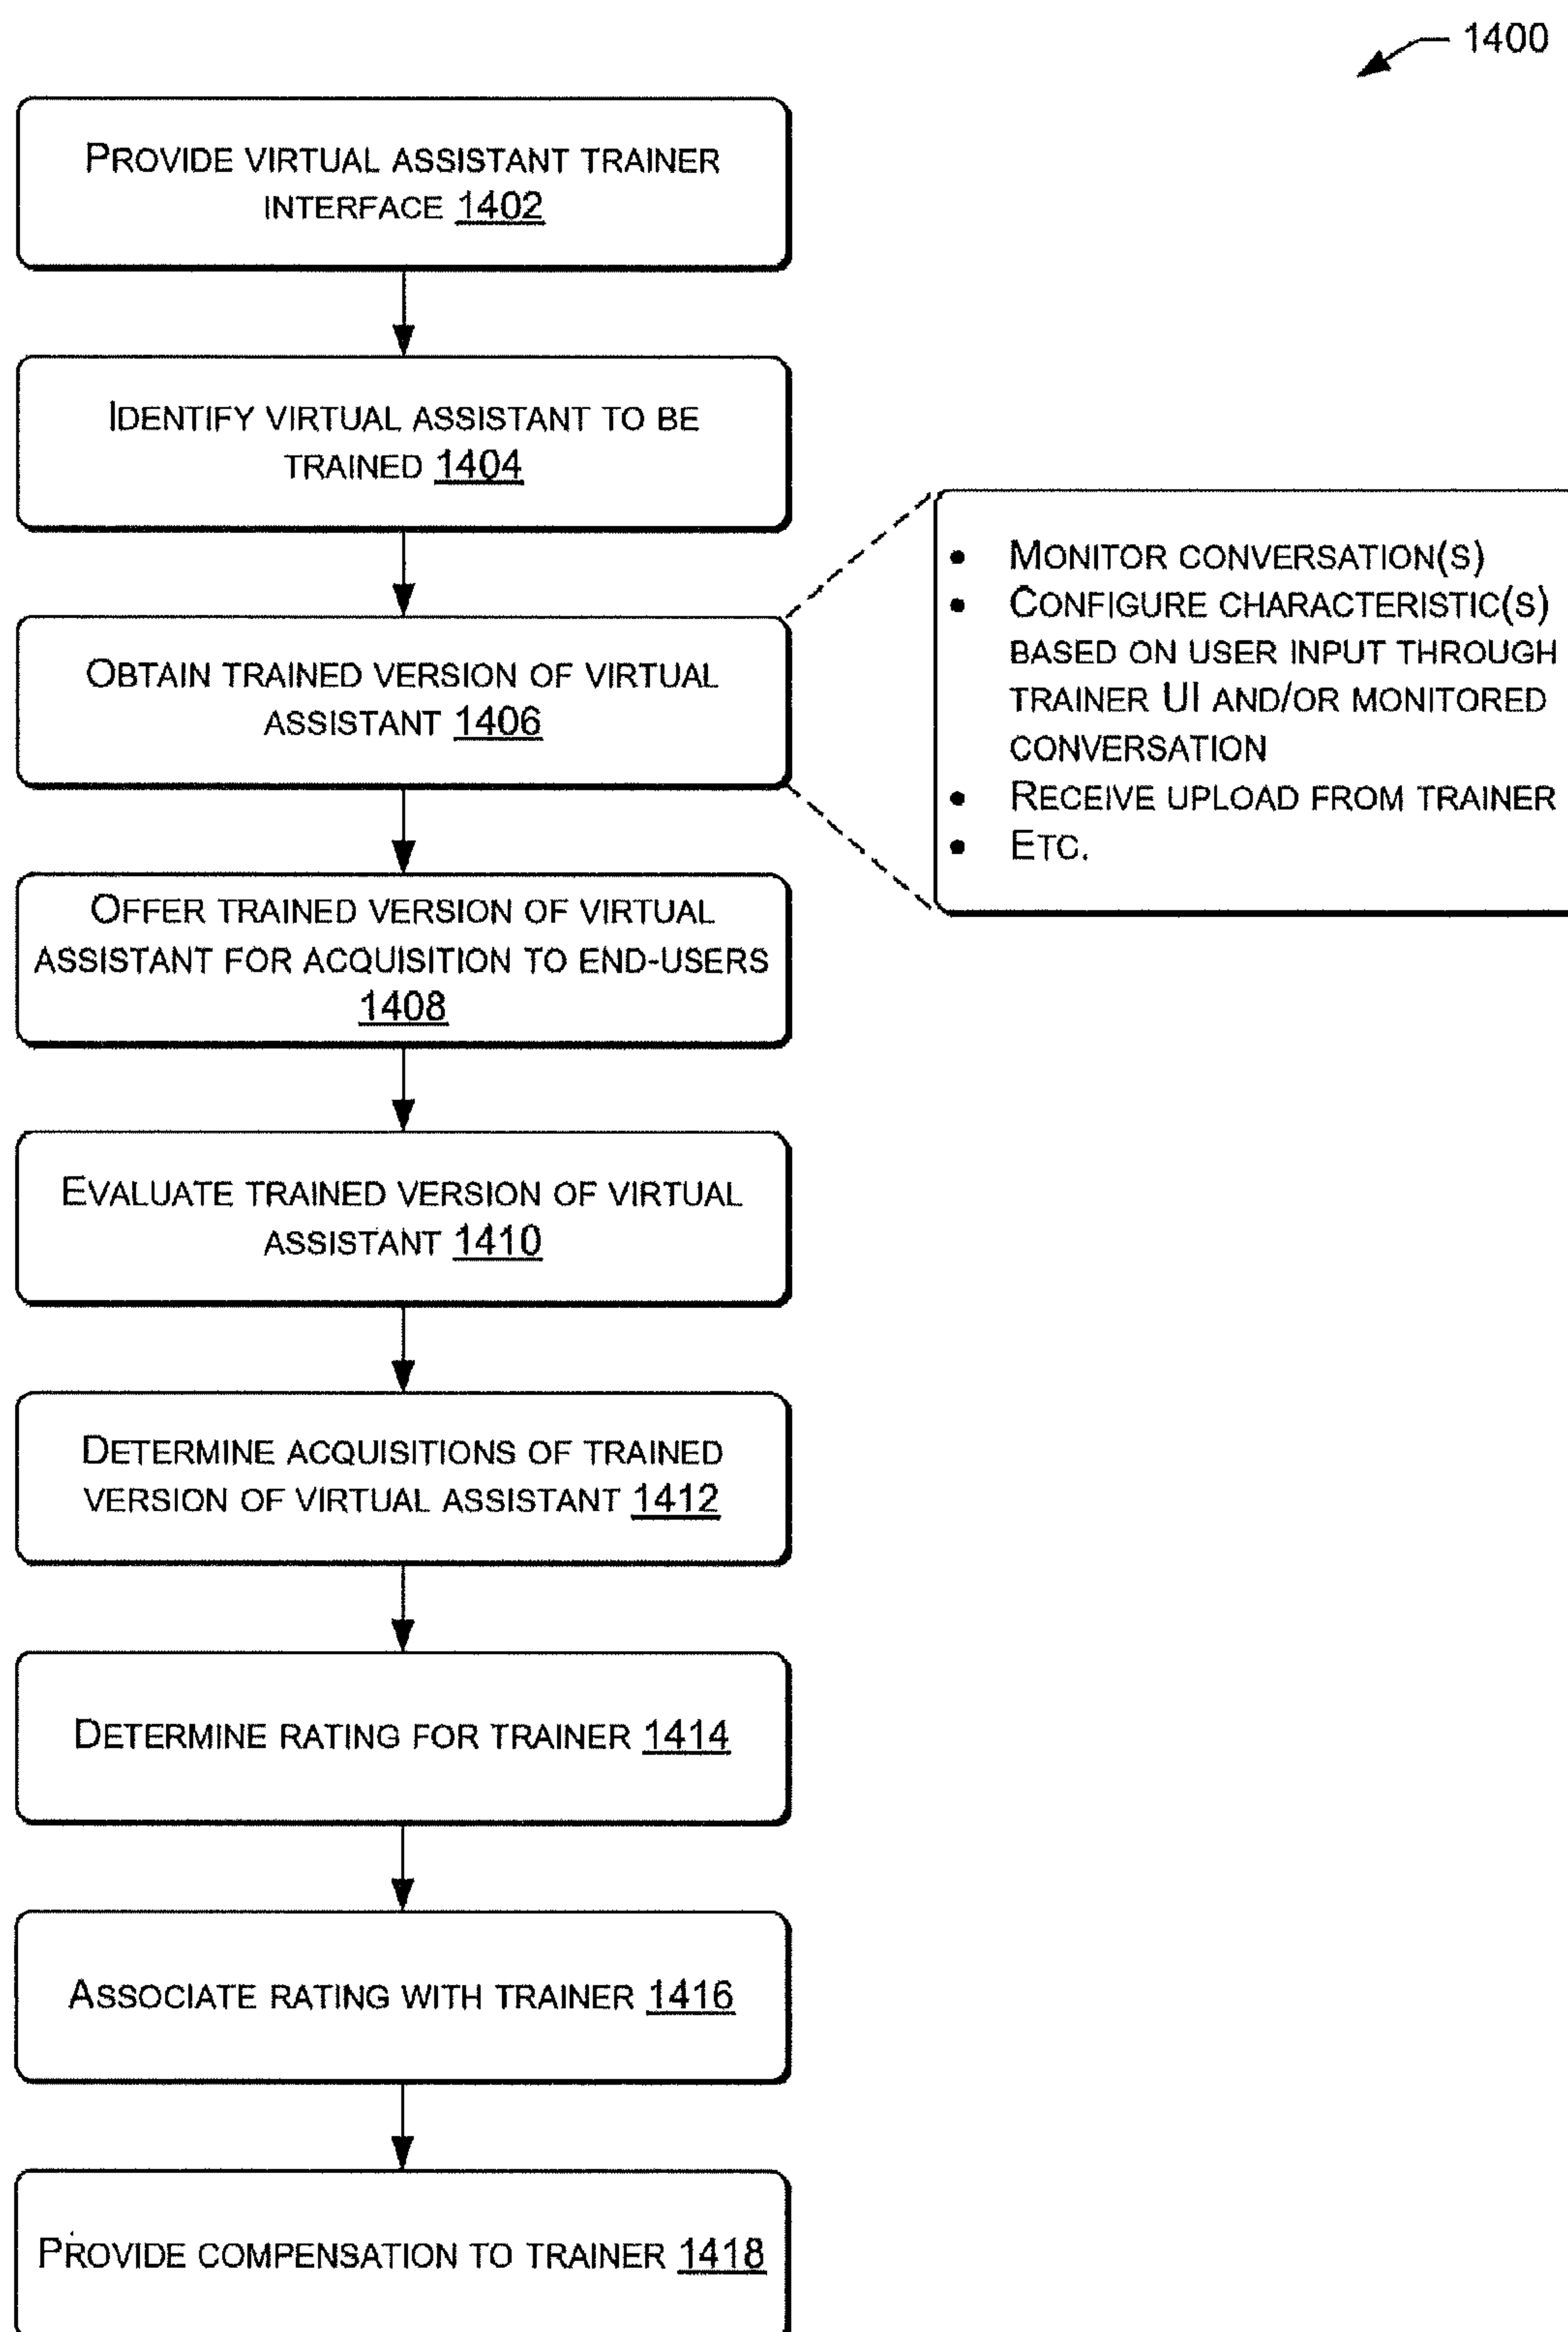 1400
PROVIDE VIRTUAL ASSISTANT TRAINER
INTERFACE 1402
IDENTIFY VIRTUAL ASSISTANT TO BE
TRAINED 1404
OBTAIN TRAINED VERSION OF VIRTUAL
ASSISTANT 1406
• MONITOR CONVERSATION(S)
• CONFIGURE CHARACTERISTIC(S)
BASED ON USER INPUT THROUGH
TRAINER UI AND/OR MONITORED
CONVERSATION
• RECEIVE UPLOAD FROM TRAINER
• ETC.
OFFER TRAINED VERSION OF VIRTUAL
ASSISTANT FOR ACQUISITION TO END-USERS
1408
EVALUATE TRAINED VERSION OF VIRTUAL
ASSISTANT 1410
DETERMINE ACQUISITIONS OF TRAINED
VERSION OF VIRTUAL ASSISTANT 1412
DETERMINE RATING FOR TRAINER 1414
ASSOCIATE RATING WITH TRAINER 1416
PROVIDE COMPENSATION TO TRAINER 1418